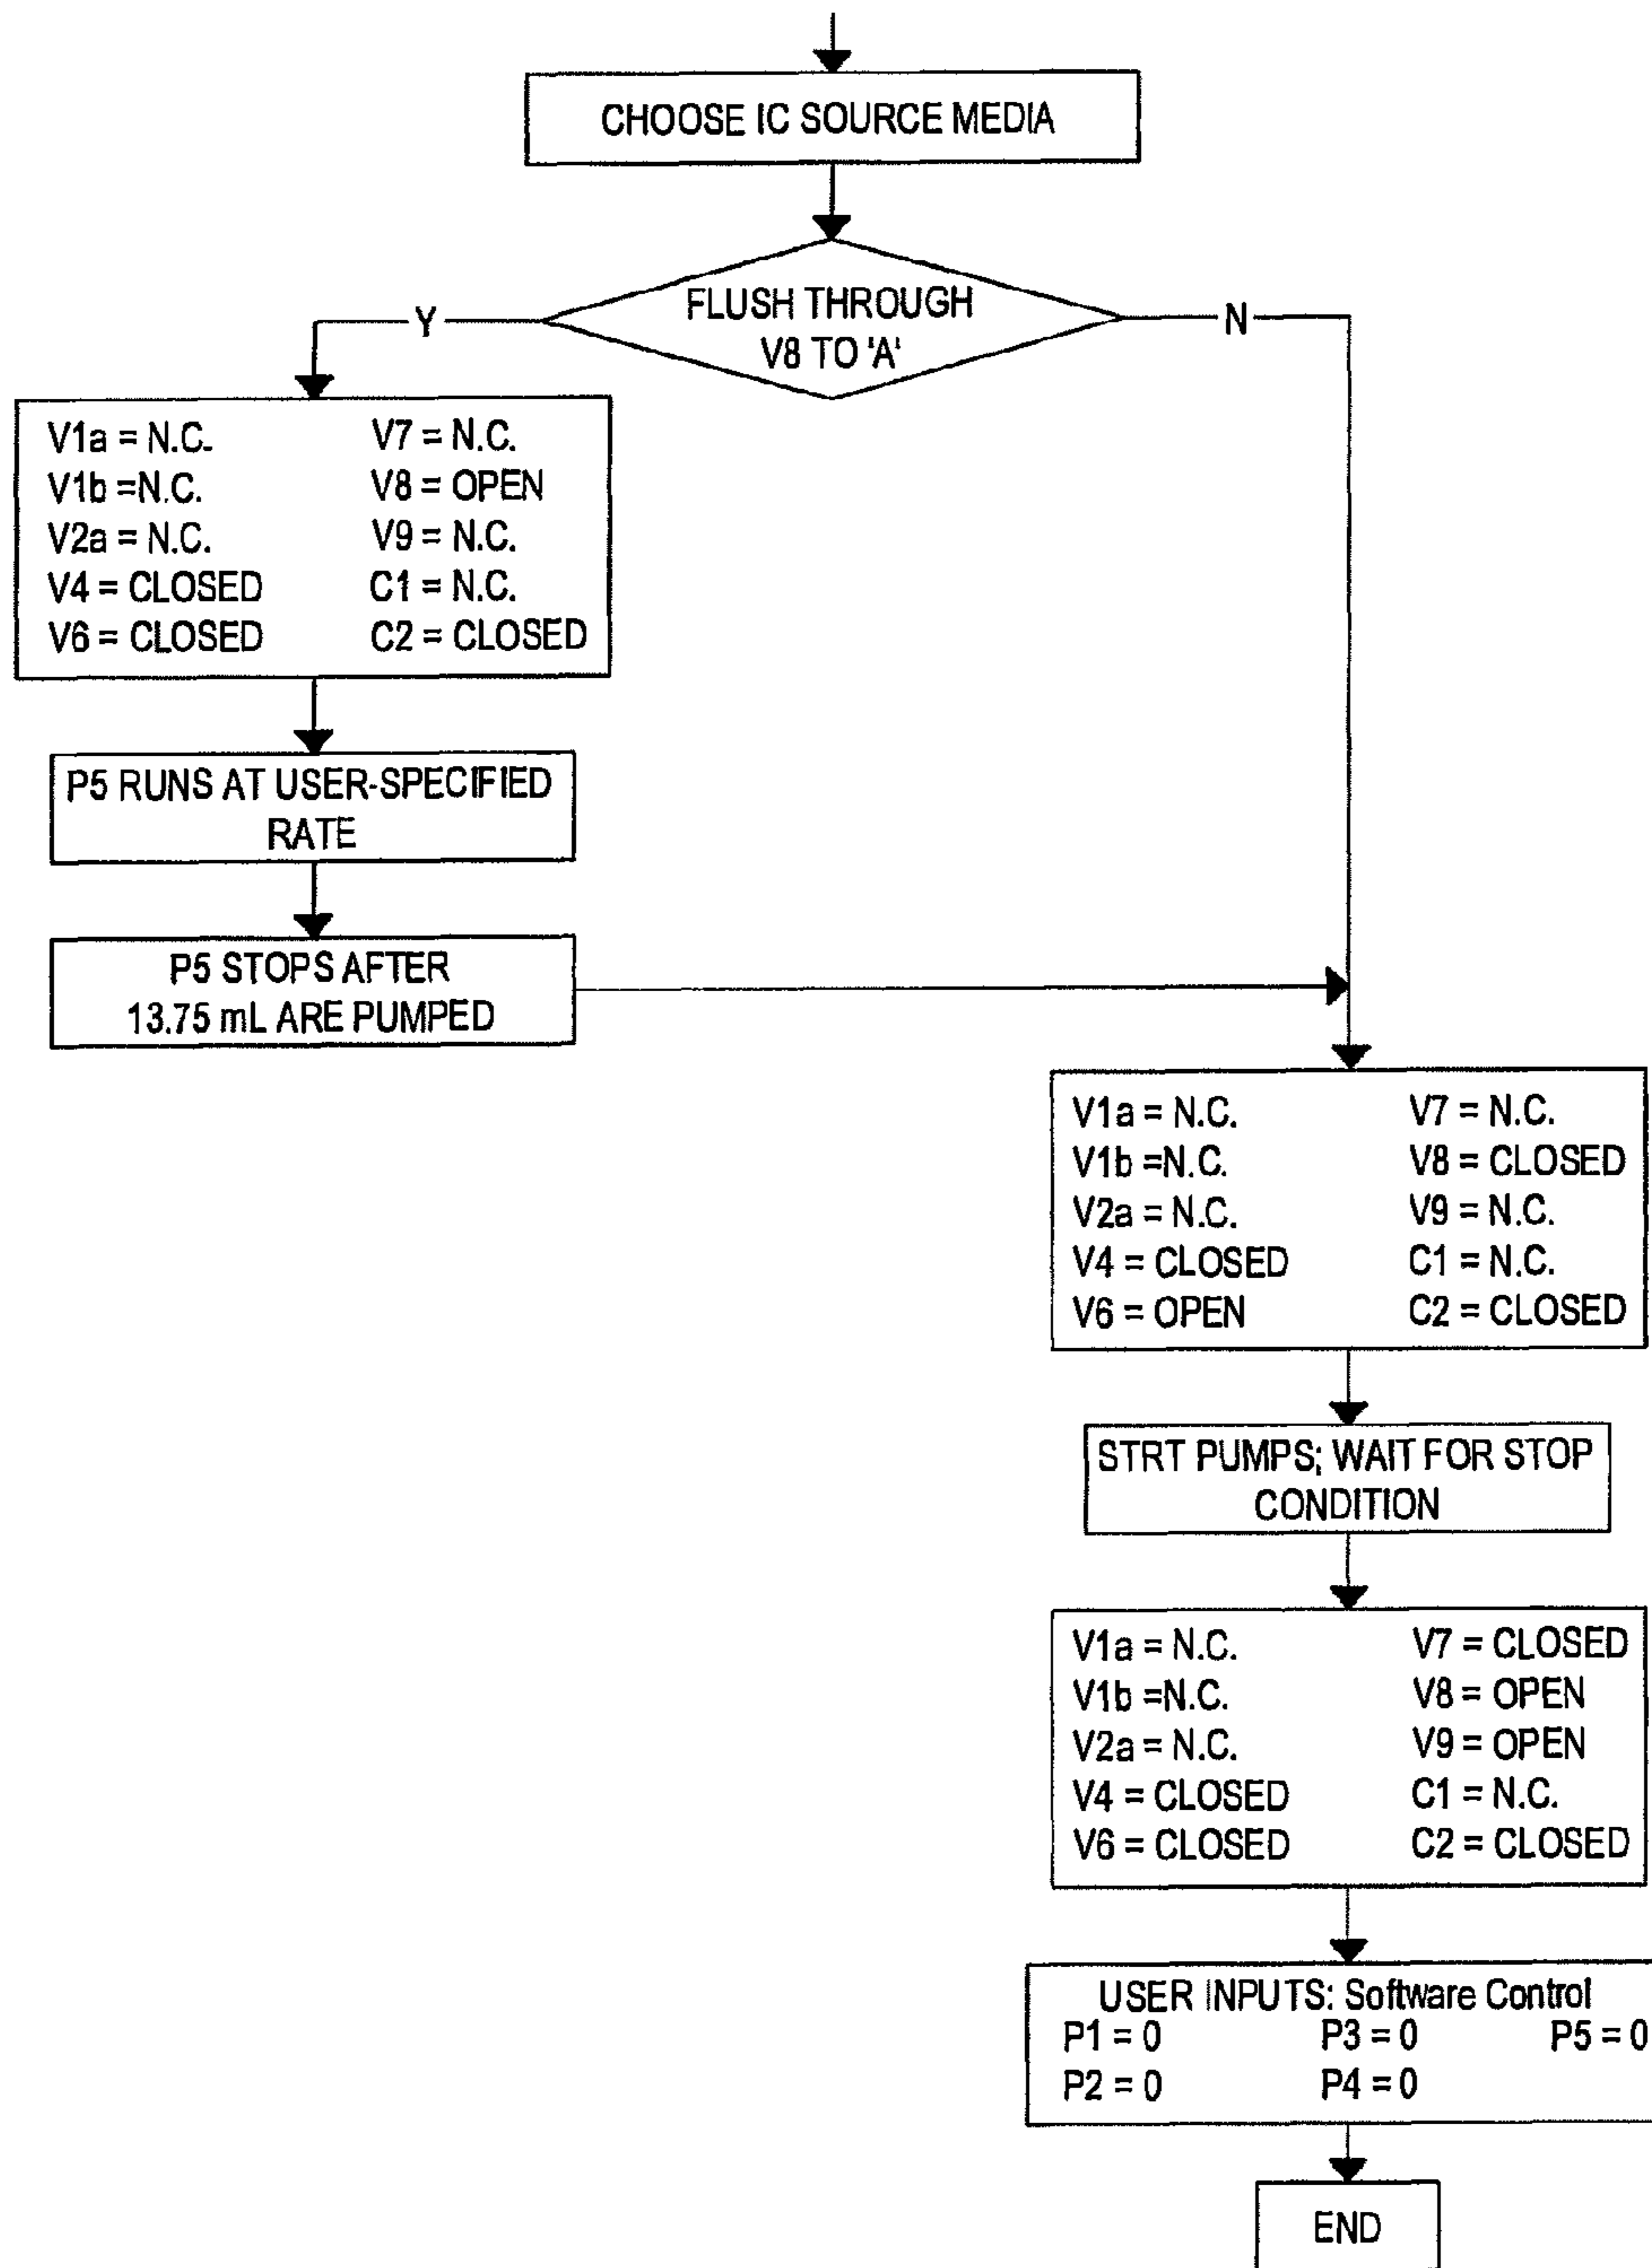 CHOOSE IC SOURCE MEDIA
FLUSH THROUGH
V8 TO 'A'
Y
N
V1a = N.C.
V1b =N.C.
V2a = N.C.
V4 = CLOSED
V6 = CLOSED
V7 = N.C.
V8 = OPEN
V9 = N.C.
C1 = N.C.
C2 = CLOSED
P5 RUNS AT USER-SPECIFIED
RATE
P5 STOPS AFTER
13.75 mL ARE PUMPED
V1a = N.C.
V1b =N.C.
V2a = N.C.
V4 = CLOSED
V6 = OPEN
V7 = N.C.
V8 = CLOSED
V9 = N.C.
C1 = N.C.
C2 = CLOSED
STRT PUMPS; WAIT FOR STOP
CONDITION
V1a = N.C.
V1b =N.C.
V2a = N.C.
V4 = CLOSED
V6 = CLOSED
V7 = CLOSED
V8 = OPEN
V9 = OPEN
C1 = N.C.
C2 = CLOSED
USER INPUTS: Software Control
P1 = 0 P3 = 0 P5 = 0
P2 = 0 P4 = 0
END